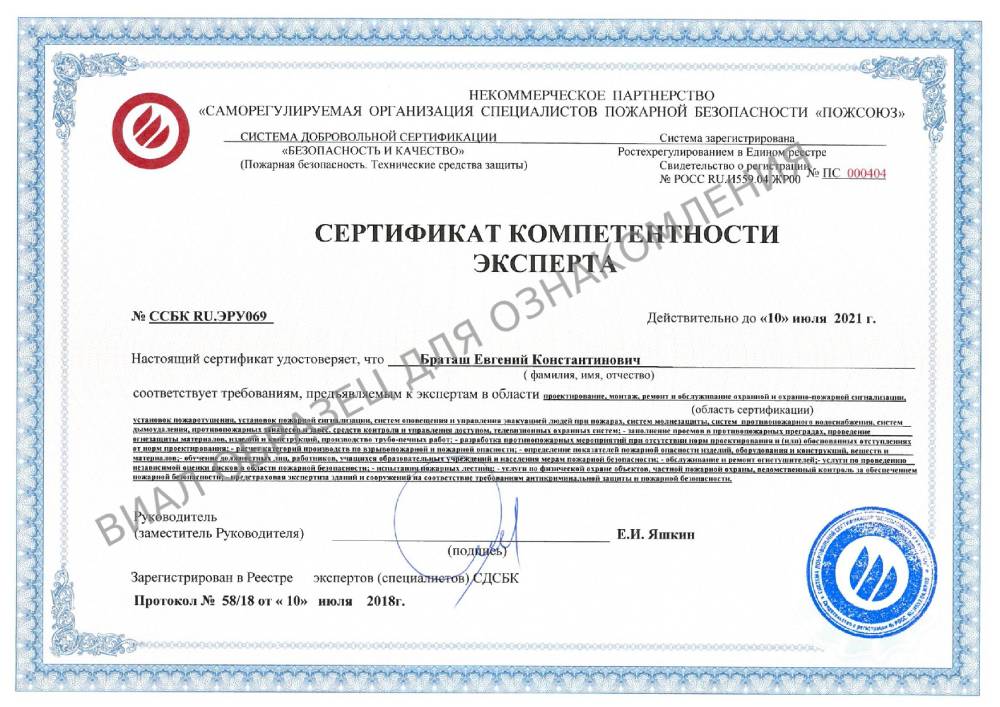 НЕКОММЕРЧЕСКОЕ ПАРТНЕРСТВО
«САМОРЕГУЛИРУЕМАЯ ОРГАНИЗАЦИЯ СПЕЦИАЛИСТОВ ПОЖАРНОЙ БЕЗОПАСНОСТИ «ПОЖСОЮЗ»
СИСТЕМА ДОБРОВОЛЬНОЙ СЕРТИФИКАЦИИ
«БЕЗОПАСНОСТЬ И КАЧЕСТВО»
(Пожарная безопасность. Технические средства защиты)
Система зарегистрирована
Ростехрегулированием в Едином реестре
Свидетельство о регистрации
№ РОСС RU.И559.04.ЖР00
№ ПС 000404
СЕРТИФИКАТ КОМПЕТЕНТНОСТИ
ЭКСПЕРТА
№ ССБК RU.ЭРУ069
Действительно до «10» июля 2021 г.
Настоящий сертификат удостоверяет, что Браташ Евгений Константинович
( фамилия, имя, отчество)
соответствует требованиям, предъявляемым к экспертам в области проектирование, монтаж, ремонт и обслуживание охранной и охранно-пожарной сигнализации,
(область сертификации)
установок пожаротушения, установок пожарной сигнализации, систем оповещения и управления эвакуацией людей при пожарах, систем молниезащиты, систем противопожарного водоснабжения, систем
дымоудаления, противопожарных занавесов и завес, средств контроля и управления доступом, телевизионных охранных систем; - заполнение проемов в противопожарных преградах, проведение
огнезащиты материалов, изделий и конструкций, производство трубо-печных работ; - разработка противопожарных мероприятий при отсутствии норм проектирования и (или) обоснованных отступлениях
от норм проектирования; - расчет категорий производств по взрывопожарной и пожарной опасности; - определение показателей пожарной опасности изделий, оборудования и конструкций, веществ и
материалов;- обучение должностных лиц, работников, учащихся образовательных учреждений и населения мерам пожарной безопасности; - обслуживание и ремонт огнетушителей;- услуги по проведению
независимой оценки рисков в области пожарной безопасности; - испытания пожарных лестниц; - услуги по физической охране объектов, частной пожарной охраны, ведомственный контроль за обеспечением
пожарной безопасности; - предстраховая экспертиза зданий и сооружений на соответствие требованиям антикриминальной защиты и пожарной безопасности.
ВИАЛ ОБРАЗЕЦ ДЛЯ ОЗНАКОМЛЕНИЯ
Руководитель
(заместитель Руководителя)
Е.И. Яшкин
(подпись)
Зарегистрирован в Реестре экспертов (специалистов) СДСБК
Протокол № 58/18 от « 10» июля 2018г.